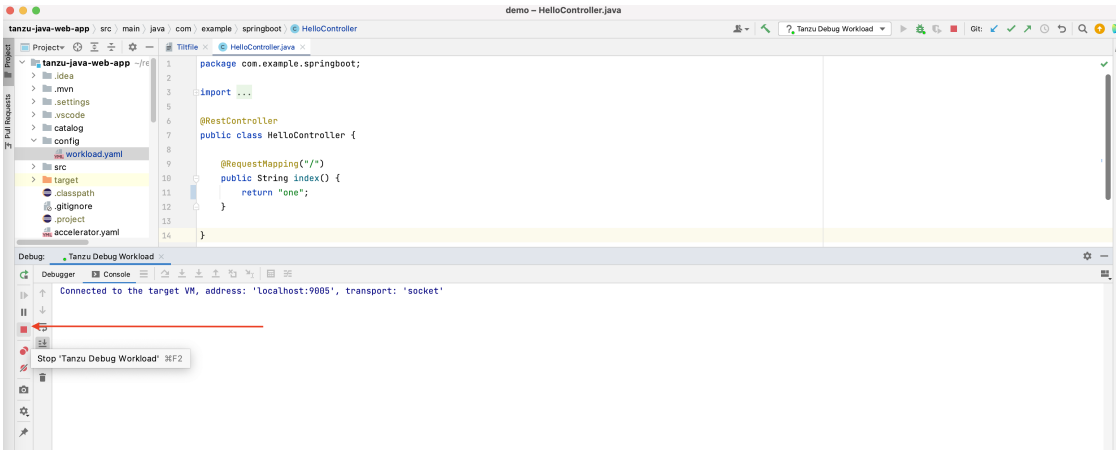 demo – HelloController.java
tanzu-java-web-app src main java com example springboot HelloController
Tanzu Debug Workload
Git:
Project
Tiltfile
HelloController.java
Project
Pull Requests
tanzu-java-web-app ~/re
.idea
.mvn
.settings
.vscode
catalog
config
workload.yaml
src
target
.classpath
.gitignore
.project
accelerator.yaml
1 package com.example.springboot;
2
3 import ...
5
6 @RestController
7 public class HelloController {
8
9 @RequestMapping("/")
10 public String index() {
11 return "one";
12 }
13
14 }
Debug: Tanzu Debug Workload
Debugger Console
Connected to the target VM, address: 'localhost:9005', transport: 'socket'
Stop 'Tanzu Debug Workload' ⌘F2